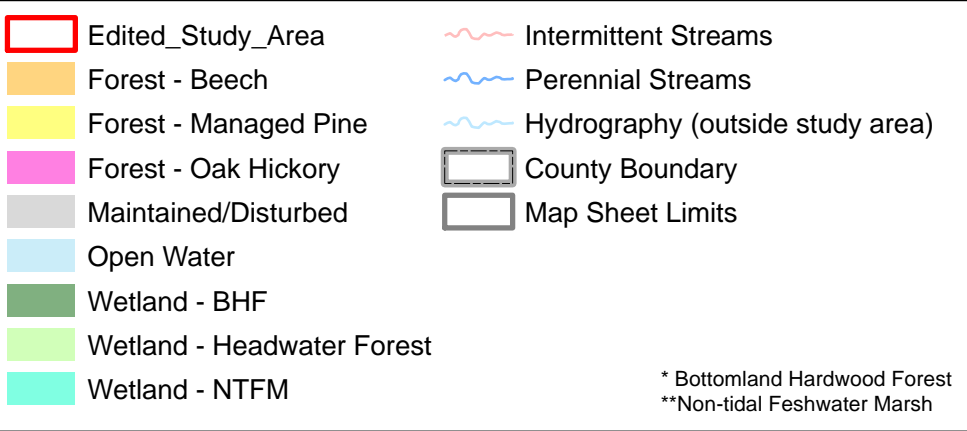 Edited_Study_Area
Forest - Beech
Forest - Managed Pine
Forest - Oak Hickory
Maintained/Disturbed
Open Water
Wetland - BHF
Wetland - Headwater Forest
Wetland - NTFM
Intermittent Streams
Perennial Streams
Hydrography (outside study area)
County Boundary
Map Sheet Limits
* Bottomland Hardwood Forest
**Non-tidal Feshwater Marsh